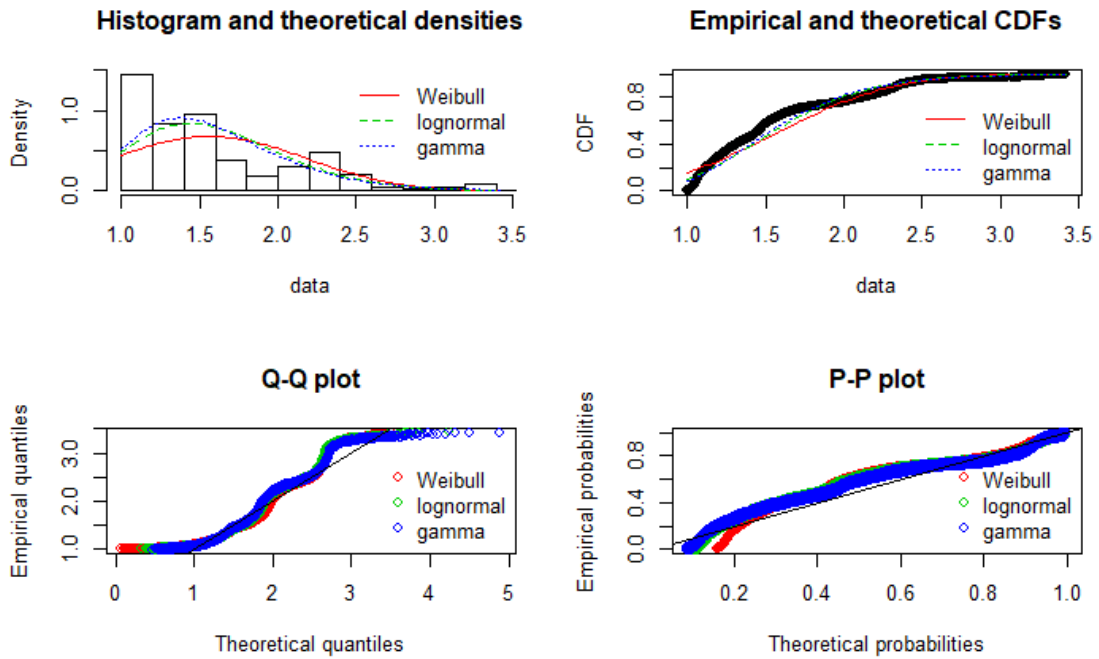 Histogram and theoretical densities
Density
0.0
1.0
Weibull
lognormal
gamma
1.0 1.5 2.0 2.5 3.0 3.5
data
Empirical and theoretical CDFs
CDF
0.0 0.4 0.8
Weibull
lognormal
gamma
1.0 1.5 2.0 2.5 3.0 3.5
data
Q-Q plot
Empirical quantiles
1.0 2.0 3.0
Weibull
lognormal
gamma
0 1 2 3 4 5
Theoretical quantiles
P-P plot
Empirical probabilities
0.0 0.4 0.8
Weibull
lognormal
gamma
0.2 0.4 0.6 0.8 1.0
Theoretical probabilities